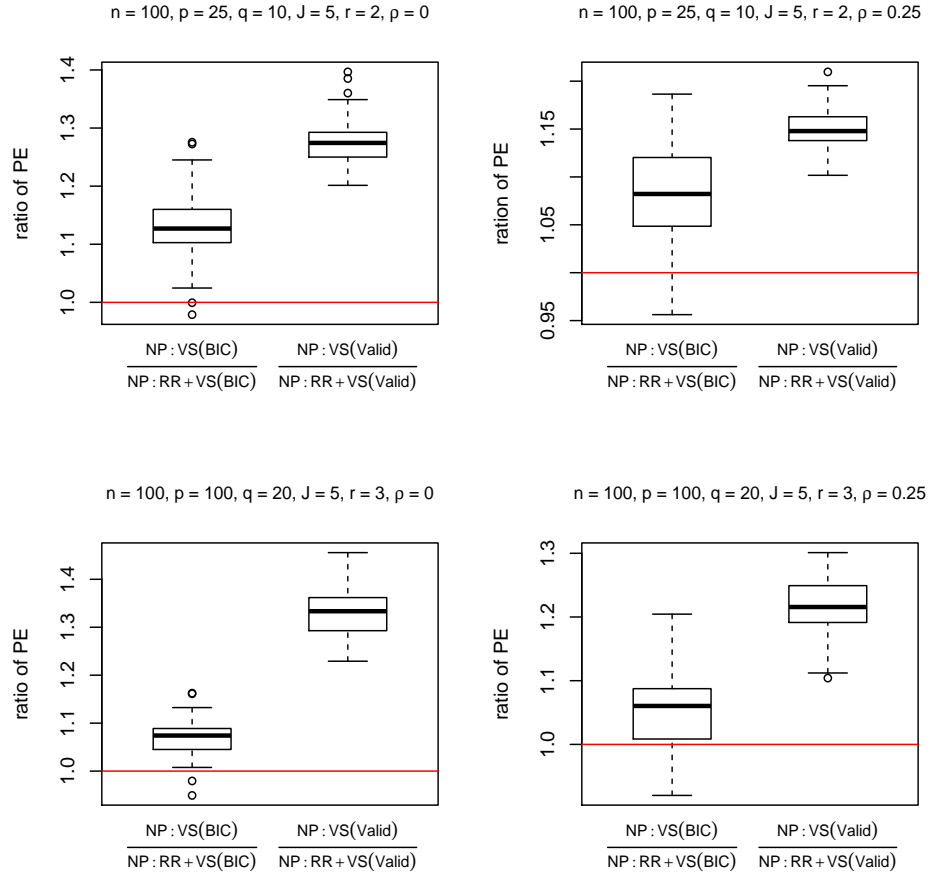 n = 100, p = 25, q = 10, J = 5, r = 2, ρ = 0
ratio of PE
1.4
1.3
1.2
1.1
1.0
NP : VS(BIC)
NP : RR + VS(BIC)
NP : VS(Valid)
NP : RR + VS(Valid)
n = 100, p = 25, q = 10, J = 5, r = 2, ρ = 0.25
ration of PE
1.15
1.05
0.95
NP : VS(BIC)
NP : RR + VS(BIC)
NP : VS(Valid)
NP : RR + VS(Valid)
n = 100, p = 100, q = 20, J = 5, r = 3, ρ = 0
ratio of PE
1.4
1.3
1.2
1.1
1.0
NP : VS(BIC)
NP : RR + VS(BIC)
NP : VS(Valid)
NP : RR + VS(Valid)
n = 100, p = 100, q = 20, J = 5, r = 3, ρ = 0.25
ratio of PE
1.3
1.2
1.1
1.0
NP : VS(BIC)
NP : RR + VS(BIC)
NP : VS(Valid)
NP : RR + VS(Valid)